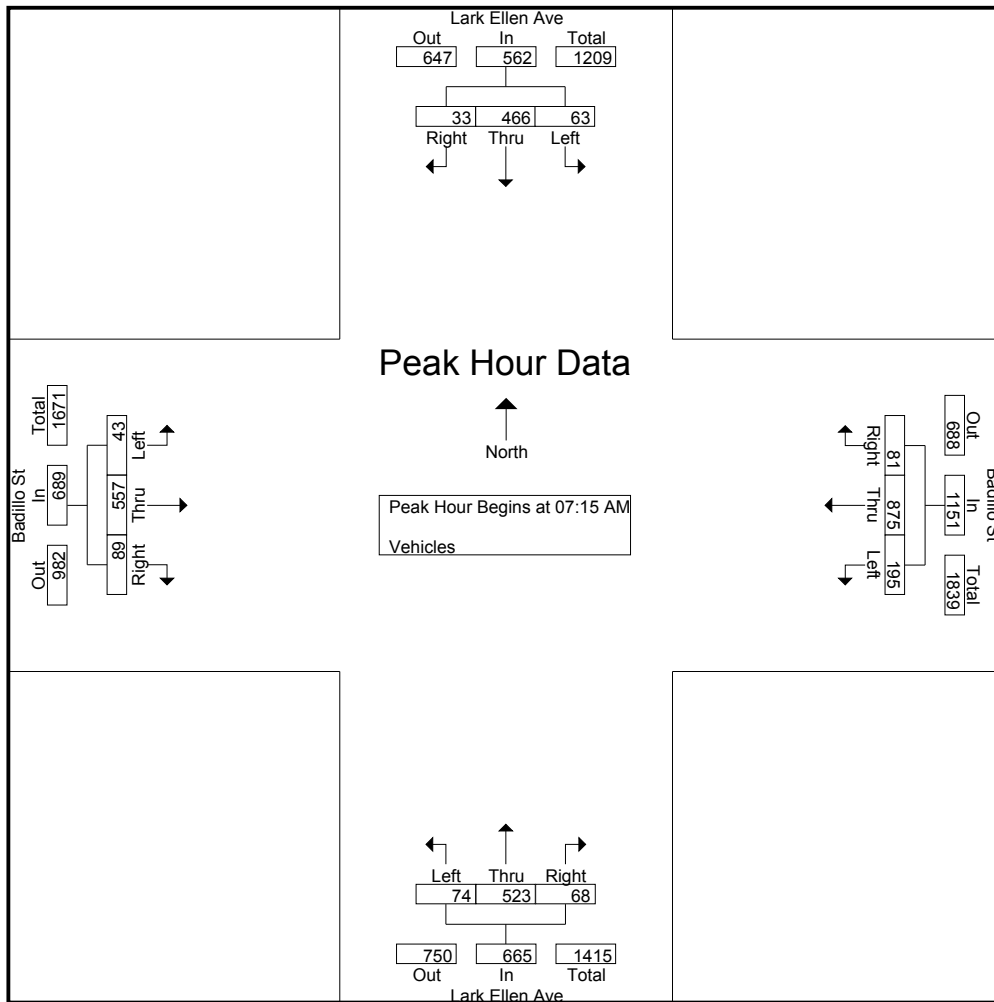 Lark Ellen Ave
Out In Total
647 562 1209
33 466 63
Right Thru Left
Peak Hour Data
North
Peak Hour Begins at 07:15 AM
Vehicles
Badillo St
Out In Total
982 689 1671
89 557 43
Right Thru Left
Badillo St
Out In Total
688 1151 1839
81 875 195
Right Thru Left
Left Thru Right
74 523 68
750 665 1415
Out In Total
Lark Ellen Ave